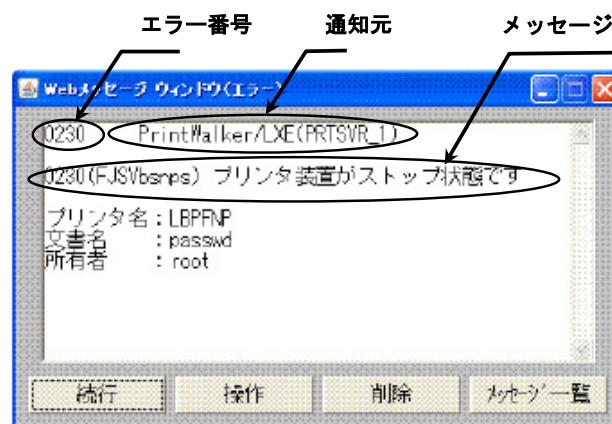 エラー番号 通知元 メッセージ
Webメッセージ ウィンドウ(エラー)
0230 PrintWalker/LXE(PRTSVR_1)
0230(FJSVbsnps) プリンタ装置がストップ状態です
プリンタ名:LBPFNP
文書名 :passwd
所有者 :root
続行 操作 削除 メッセージ一覧